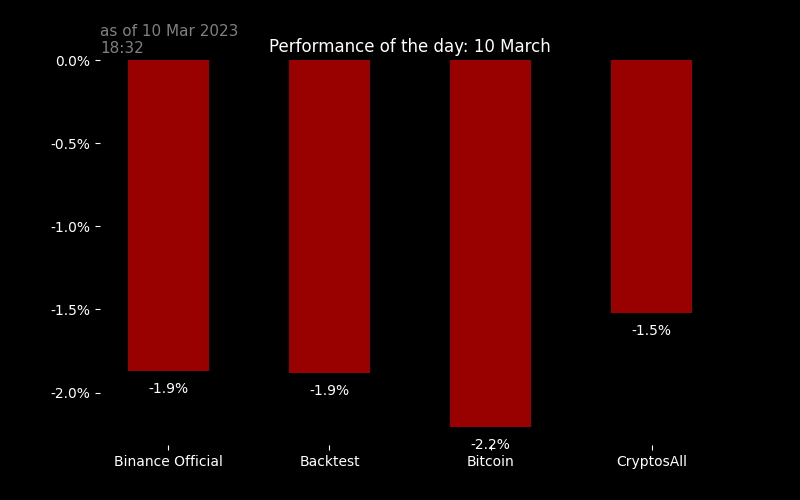 as of 10 Mar 2023
18:32
Performance of the day: 10 March
0.0%
-0.5%
-1.0%
-1.5%
-2.0%
-1.9%
-1.9%
-2.2%
-1.5%
Binance Official
Backtest
Bitcoin
CryptosAll